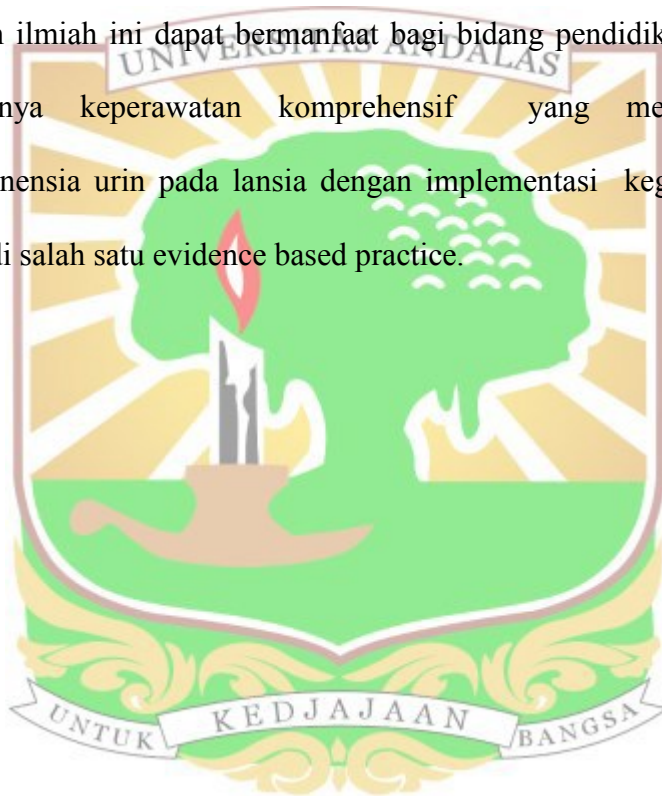 ilmiah ini dapat bermanfaat bagi bidang pendidik
UNIVERSITAS ANDALAS
nya keperawatan komprehensif yang me
nensia urin pada lansia dengan implementasi keg
di salah satu evidence based practice.
UNTUK KEDJAJAAN BANGSA